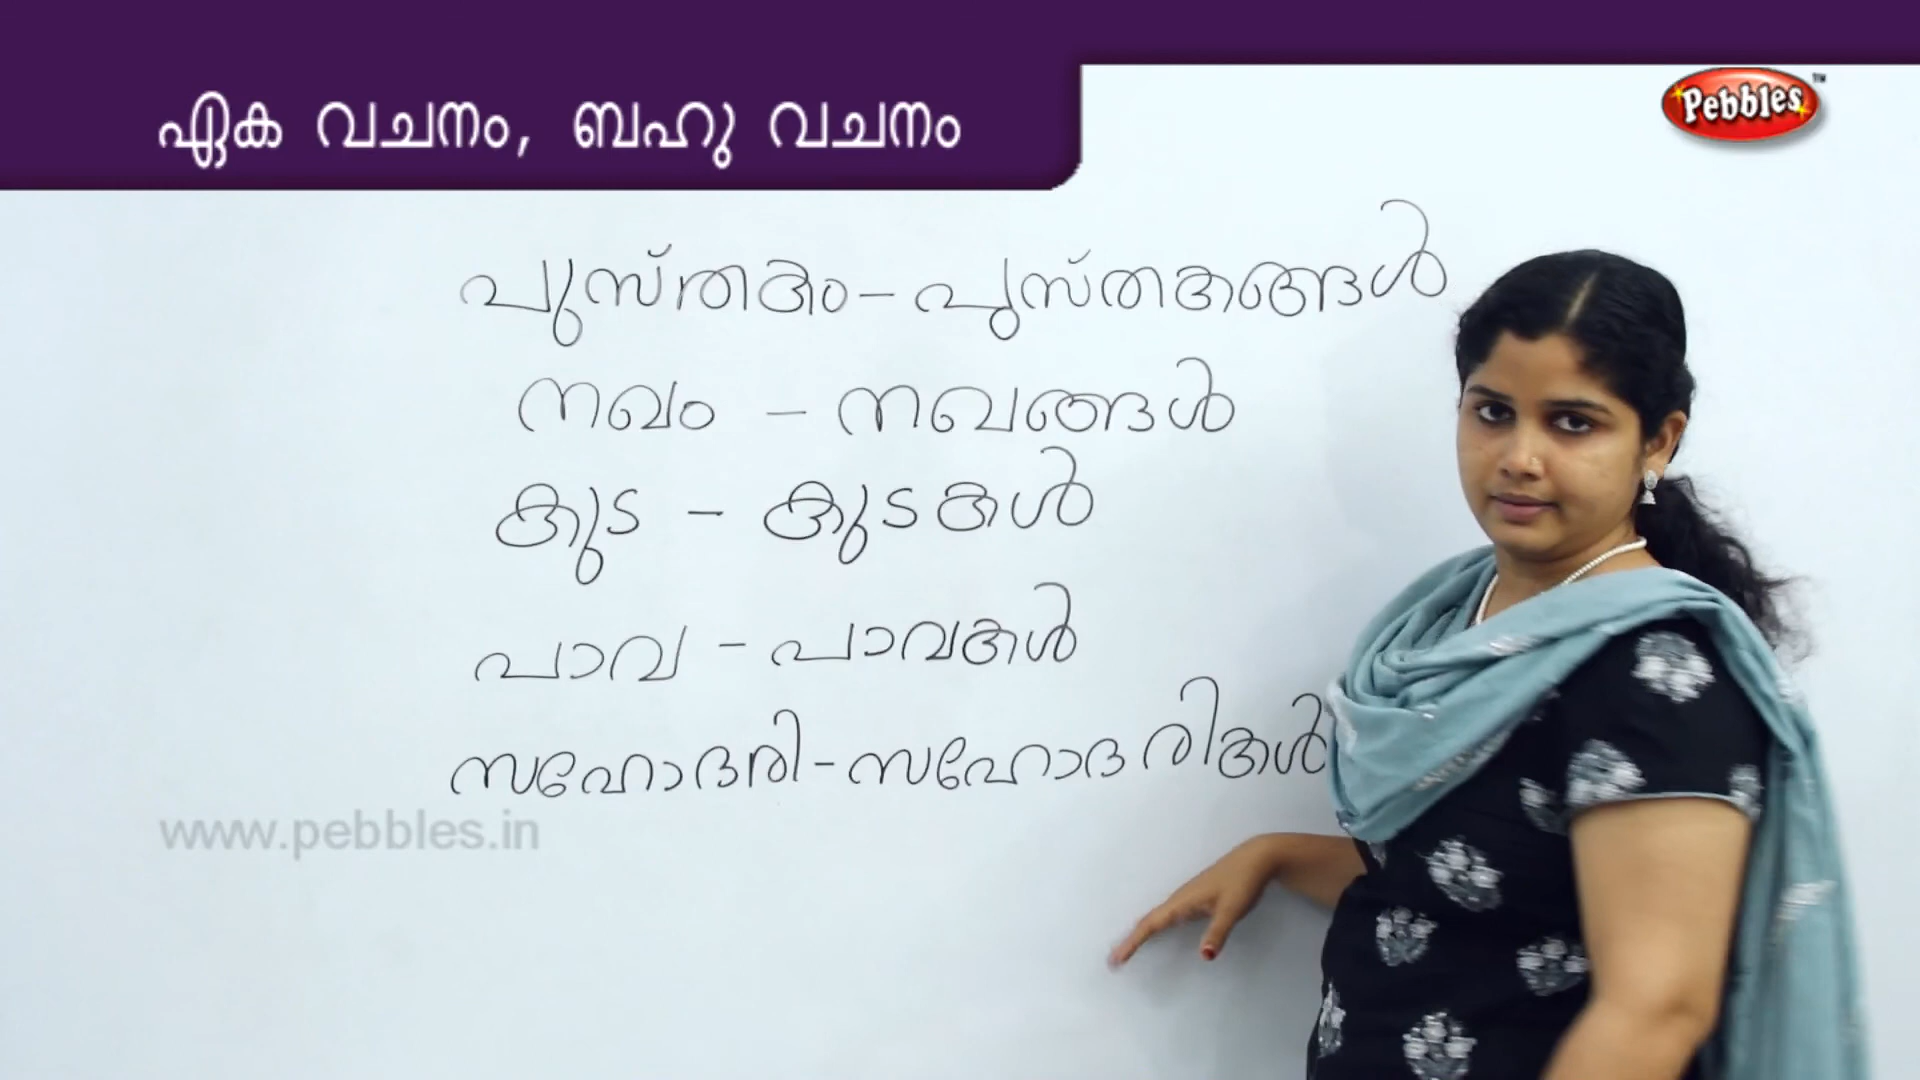 ഏക വചനം, ബഹു വചനം
Pebbles™
പുസ്തകം - പുസ്തകങ്ങൾ
നഖം - നഖങ്ങൾ
കുട - കുടകൾ
പാവ - പാവകൾ
സഹോദരി - സഹോദരികൾ
www.pebbles.in